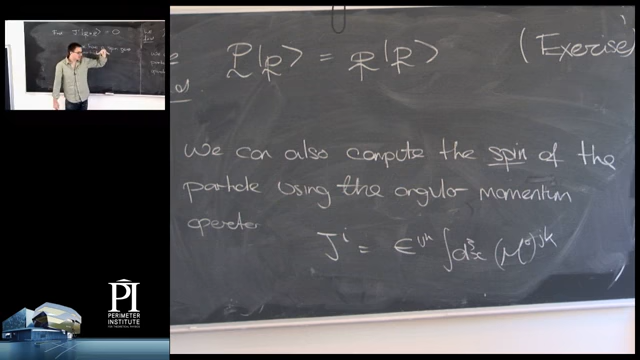 P|p⟩ = p|p⟩ (Exercise
We can also compute the spin of the
particle using the angular momentum
operator
J^i = ϵ^{ijk} ∫d³x (M⁰)^{jk}
PI
PERIMETER
INSTITUTE